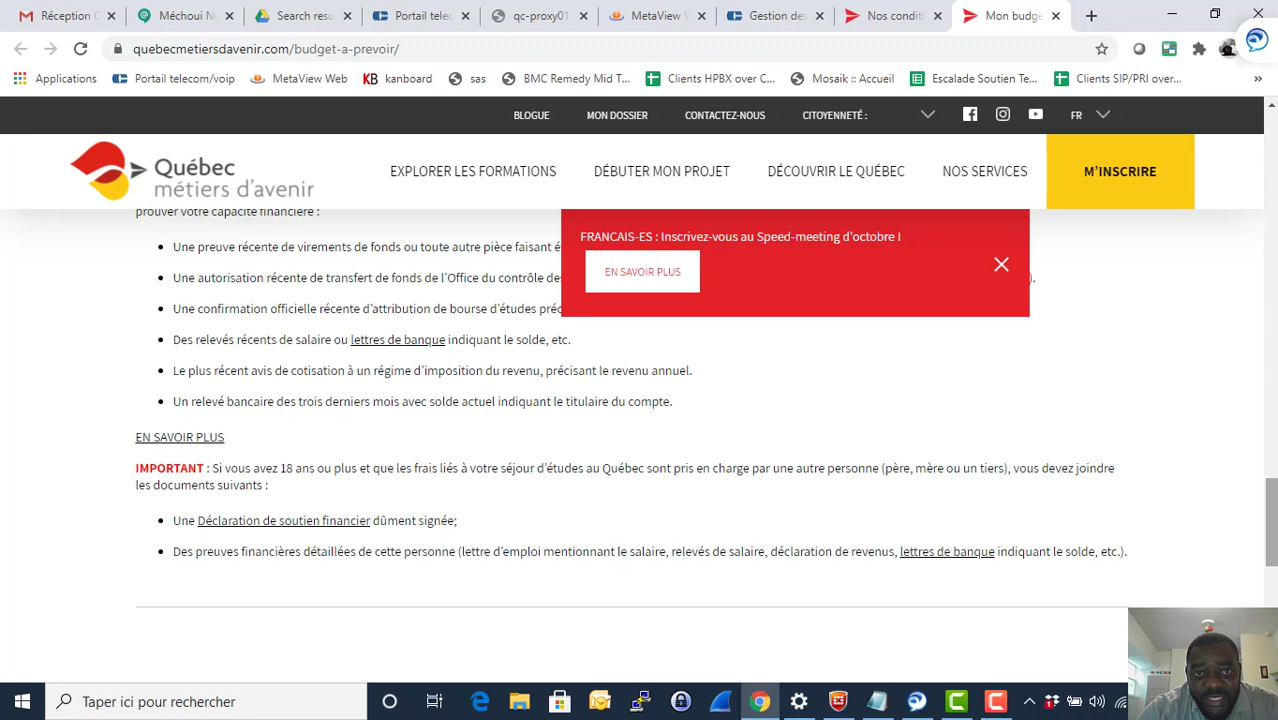 Réception G
Méchoui No
Search resu
Portail telec
qc-proxy01
MetaView W
Gestion des
Nos conditi
Mon budge
quebecmetiersdavenir.com/budget-a-prevoir/
Applications
Portail telecom/voip
MetaView Web
KB kanboard
sas
BMC Remedy Mid T...
Clients HPBX over C...
Mosaik :: Accueil
Escalade Soutien Te...
Clients SIP/PRI over...
BLOGUE
MON DOSSIER
CONTACTEZ-NOUS
CITOYENNETÉ :
FR
Québec
métiers d'avenir
EXPLORER LES FORMATIONS
DÉBUTER MON PROJET
DÉCOUVRIR LE QUÉBEC
NOS SERVICES
M'INSCRIRE
prouver votre capacité financière :
FRANCAIS-ES : Inscrivez-vous au Speed-meeting d'octobre !
EN SAVOIR PLUS
Une preuve récente de virements de fonds ou toute autre pièce faisant é
Une autorisation récente de transfert de fonds de l'Office du contrôle de
).
Une confirmation officielle récente d'attribution de bourse d'études préc
Des relevés récents de salaire ou lettres de banque indiquant le solde, etc.
Le plus récent avis de cotisation à un régime d'imposition du revenu, précisant le revenu annuel.
Un relevé bancaire des trois derniers mois avec solde actuel indiquant le titulaire du compte.
EN SAVOIR PLUS
IMPORTANT : Si vous avez 18 ans ou plus et que les frais liés à votre séjour d'études au Québec sont pris en charge par une autre personne (père, mère ou un tiers), vous devez joindre
les documents suivants :
Une Déclaration de soutien financier dûment signée;
Des preuves financières détaillées de cette personne (lettre d'emploi mentionnant le salaire, relevés de salaire, déclaration de revenus, lettres de banque indiquant le solde, etc.).
Taper ici pour rechercher